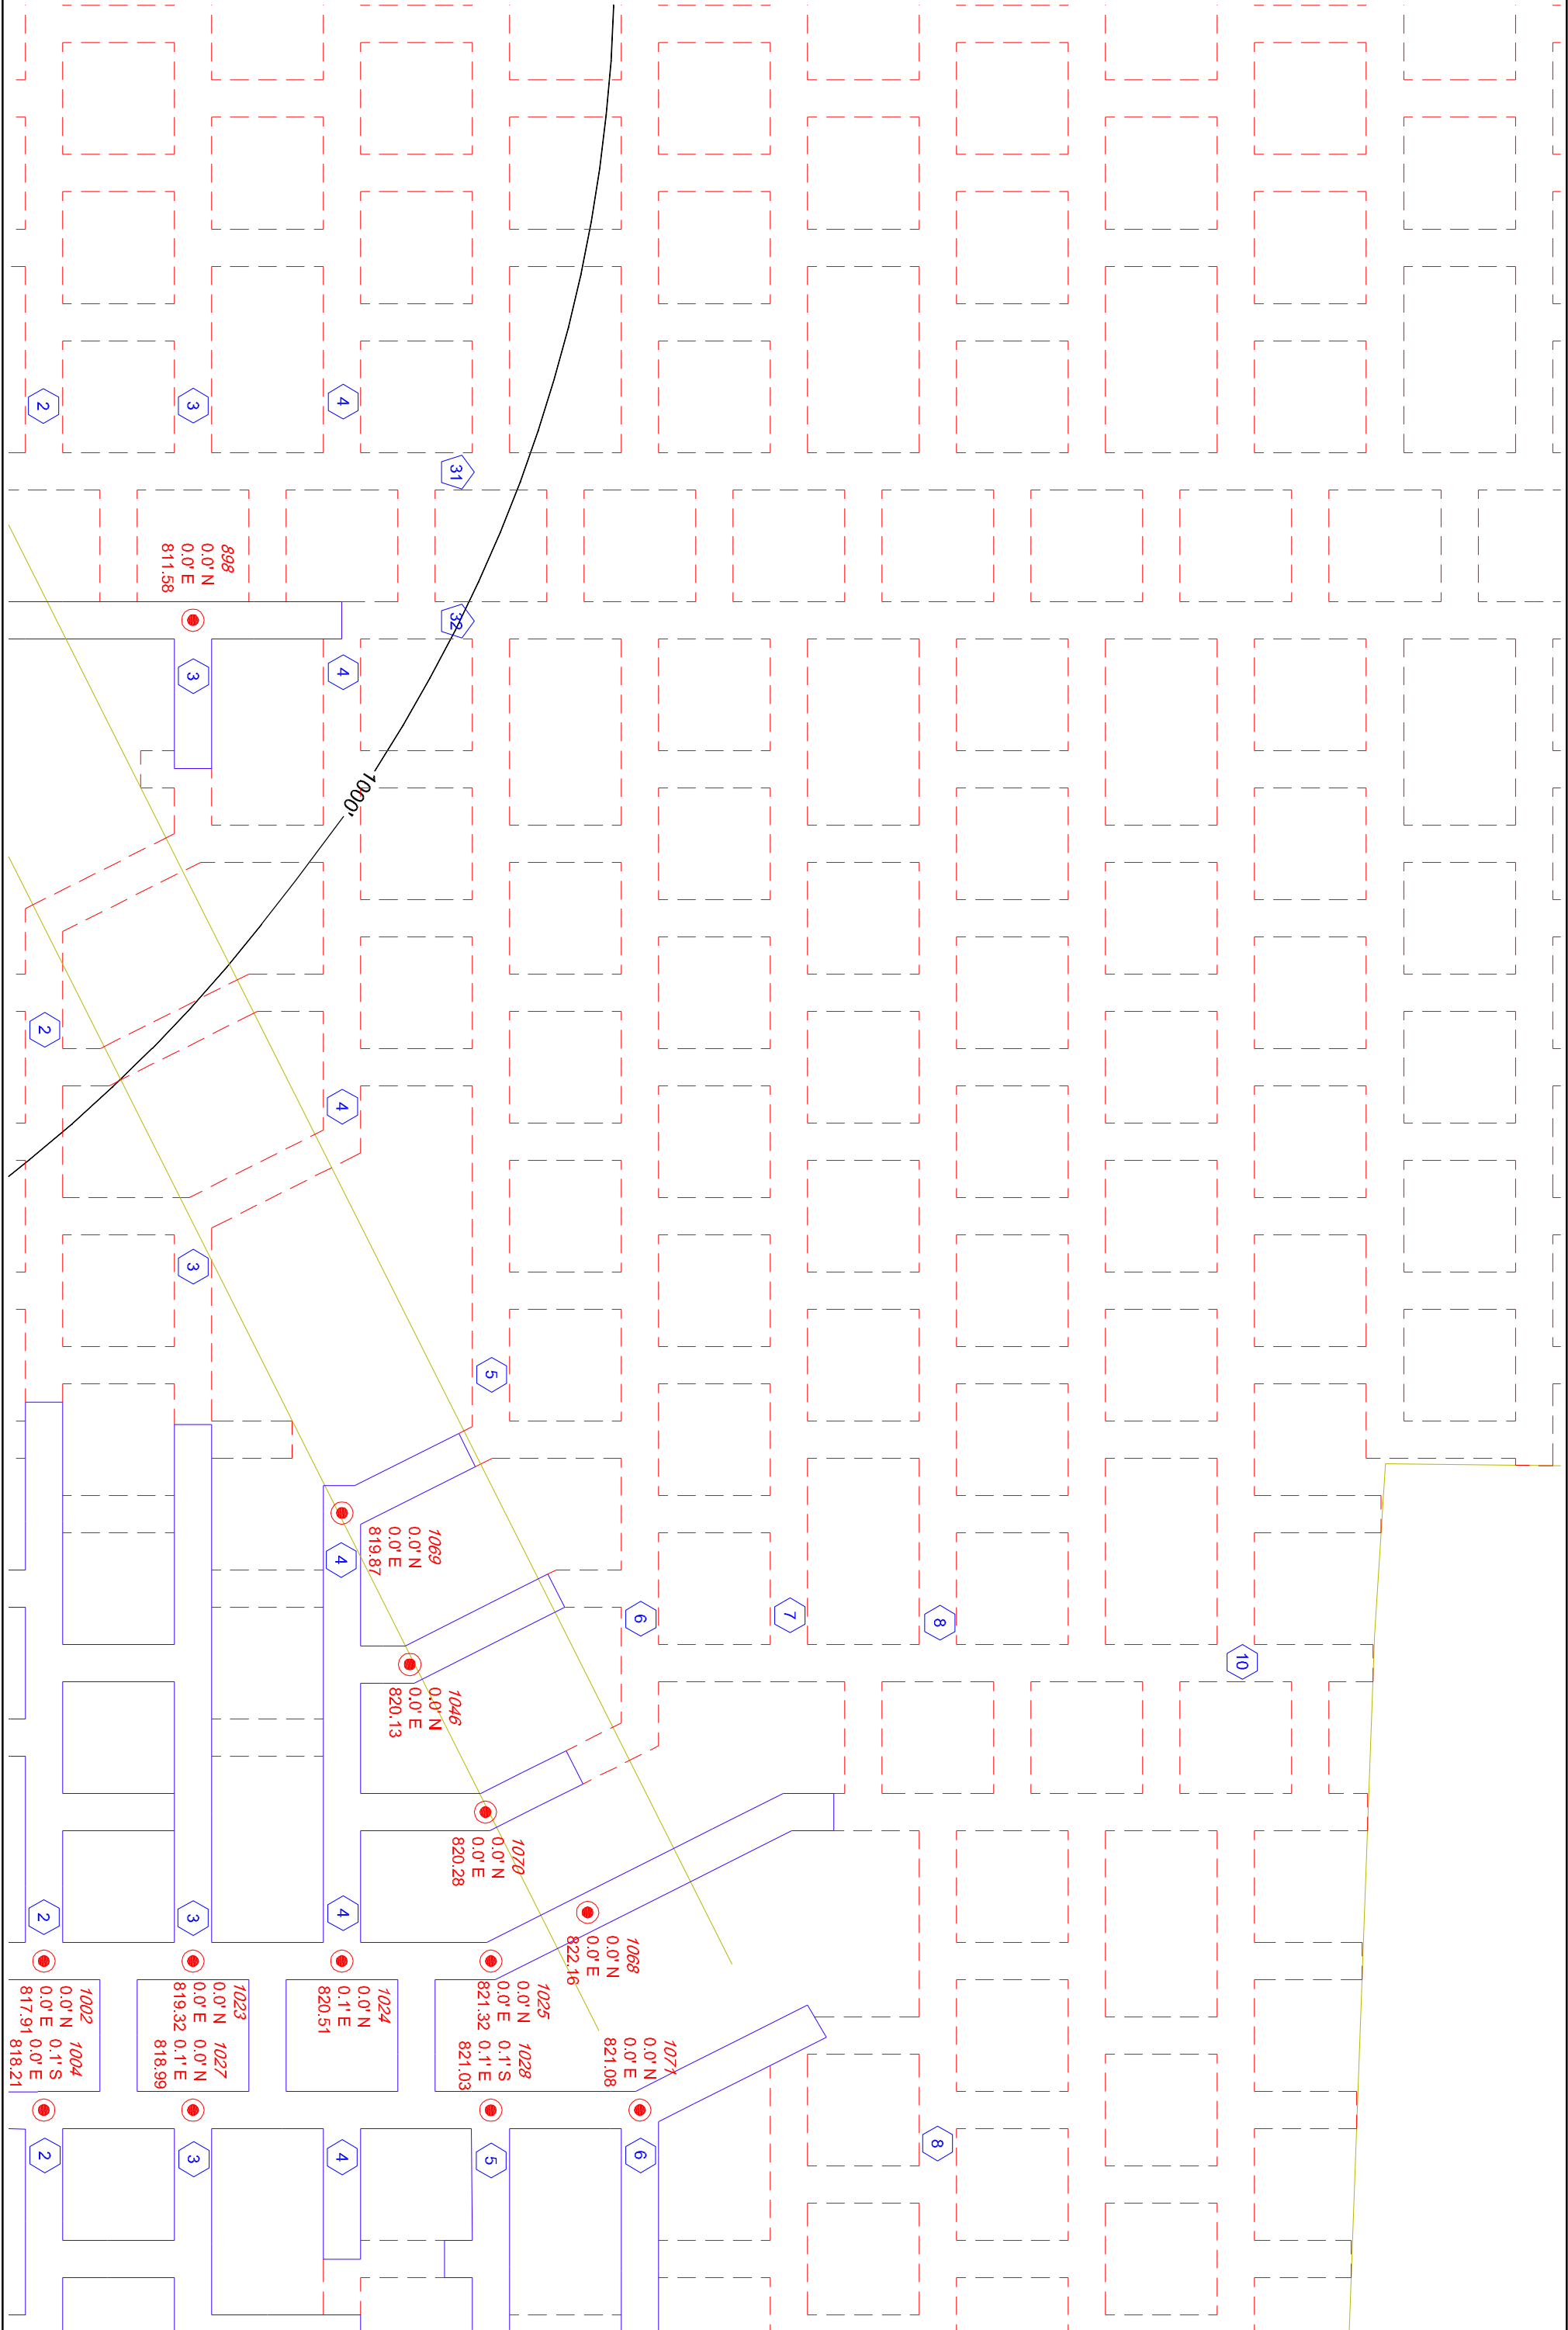 2
3
4
31
898
0.0' N
0.0' E
811.58
32
3
4
1000'
2
4
3
5
1069
0.0' N
0.0' E
819.87
4
6
7
8
10
1046
0.0' N
0.0' E
820.13
1070
0.0' N
0.0' E
820.28
2
3
4
1068
0.0' N
0.0' E
822.16
1002
0.0' N
0.0' E
817.91
1004
0.1' S
0.0' E
818.21
1023
0.0' N
0.0' E
819.32
1027
0.0' N
0.1' E
818.99
1024
0.0' N
0.1' E
820.51
1025
0.0' N
0.0' E
821.32
1028
0.1' S
0.1' E
821.03
1077
0.0' N
0.0' E
821.08
2
3
4
5
6
8